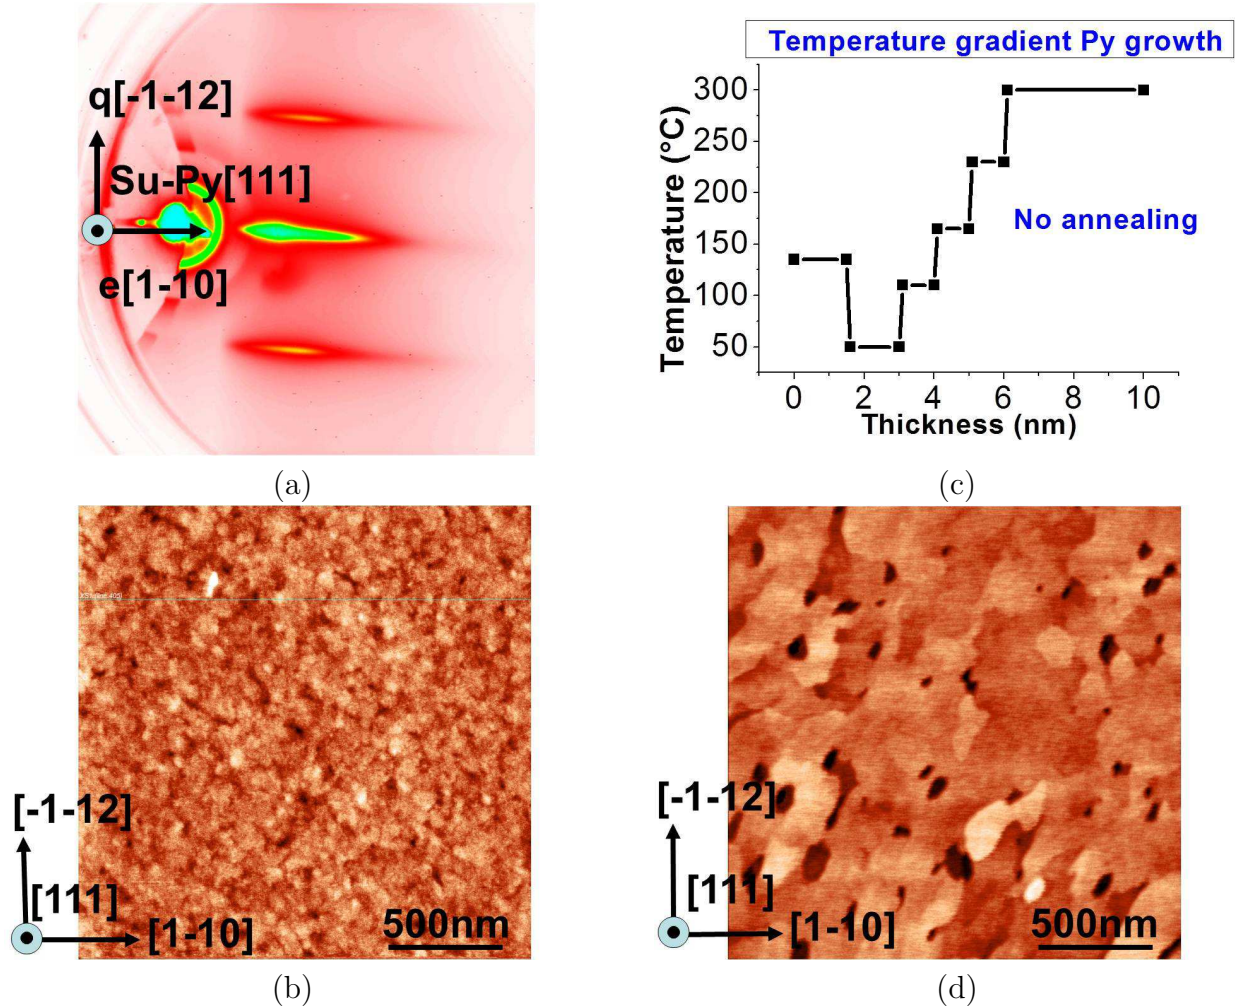 q[-1-12]
Su-Py[111]
e[1-10]
(a)
Temperature gradient Py growth
Temperature (°C)
300
250
200
150
100
50
No annealing
0 2 4 6 8 10
Thickness (nm)
(c)
[-1-12]
[111]
[1-10]
500nm
(b)
[-1-12]
[111]
[1-10]
500nm
(d)